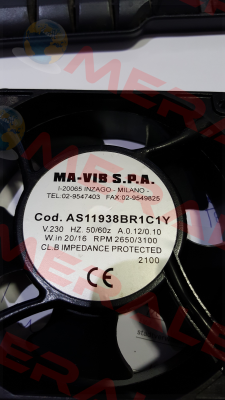 MA-VIB S.P.A.
I-20065 INZAGO - MILANO -
TEL:02-9547403 FAX:02-9549825
Cod. AS11938BR1C1Y
V.230 HZ. 50/60z A.0.12/0.10
W.in 20/16 RPM 2650/3100
CL.B IMPEDANCE PROTECTED
2100
CE